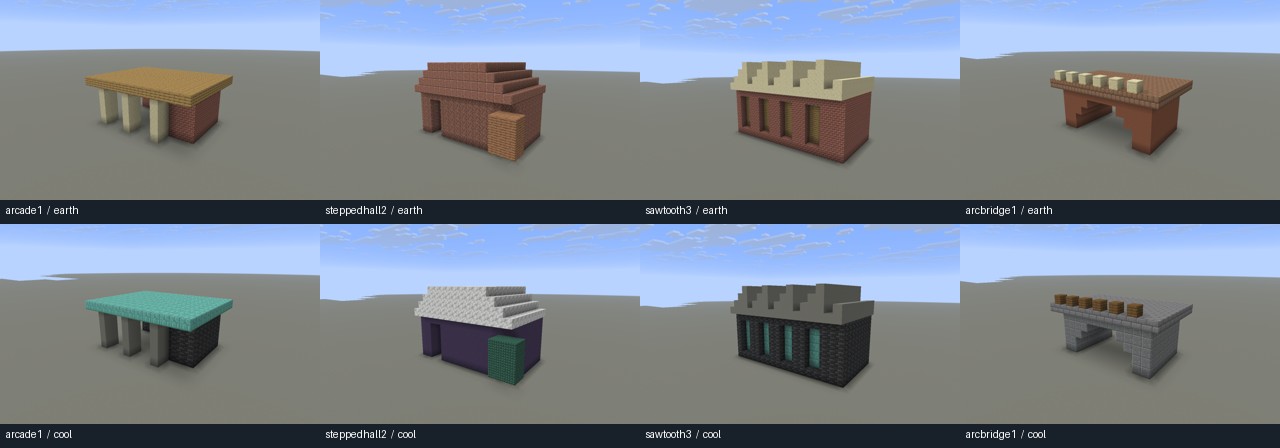 arcade1 / earth
steppedhall2 / earth
sawtooth3 / earth
arcbridge1 / earth
arcade1 / cool
steppedhall2 / cool
sawtooth3 / cool
arcbridge1 / cool